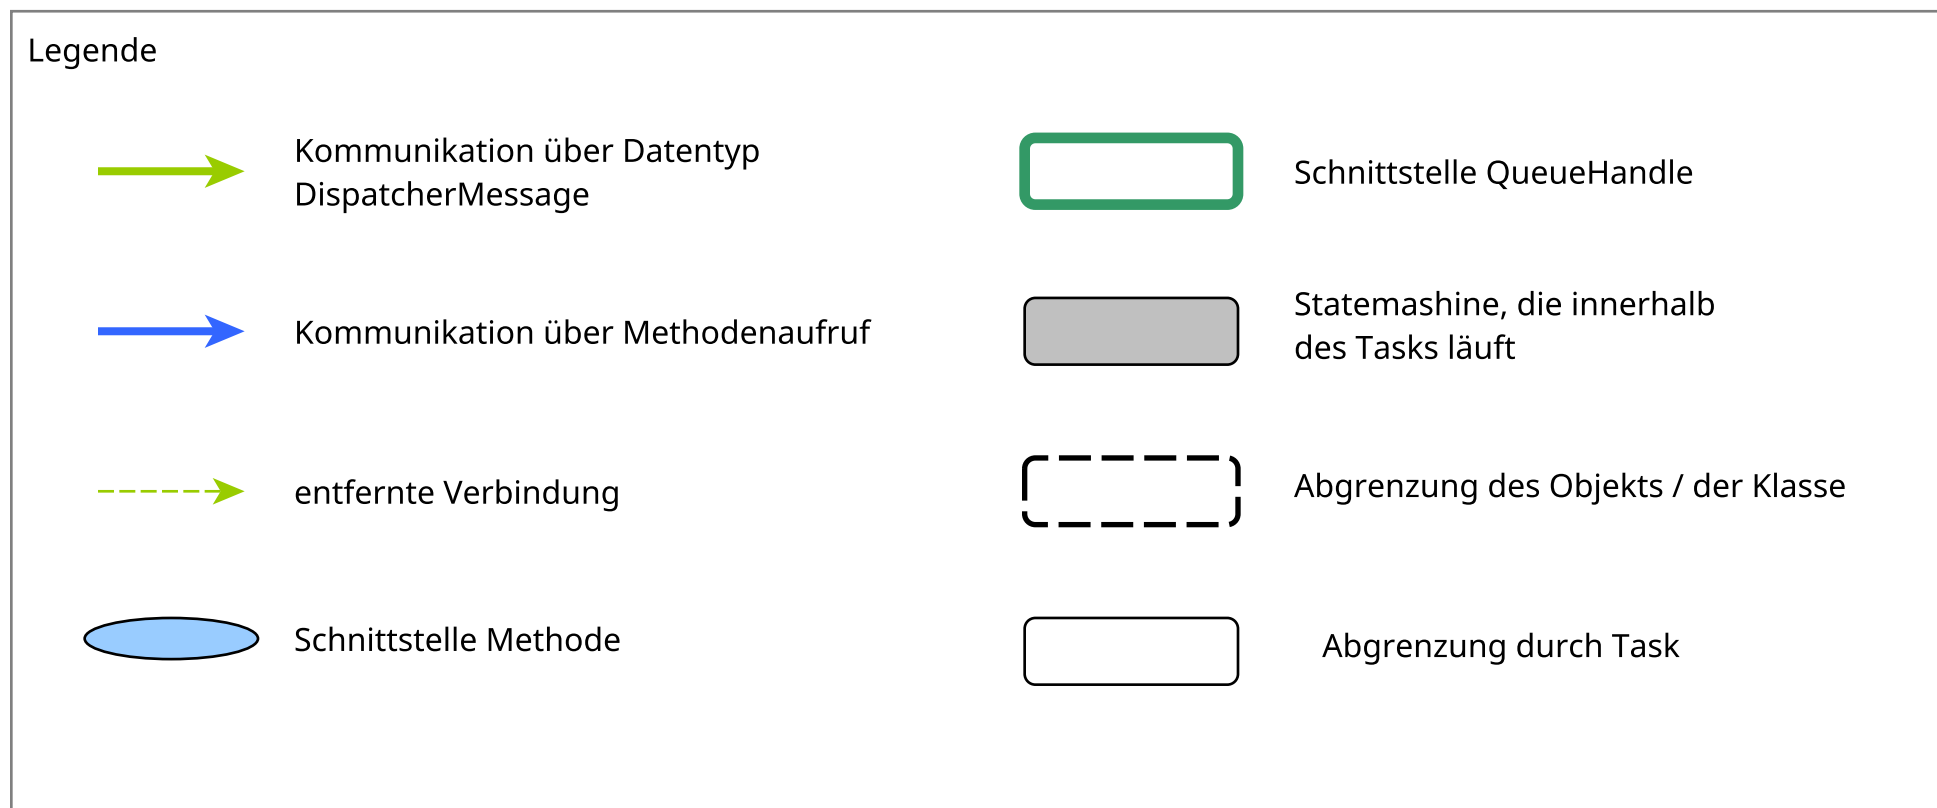 Legende
Kommunikation über Datentyp
DispatcherMessage
Kommunikation über Methodenaufruf
entfernte Verbindung
Schnittstelle Methode
Schnittstelle QueueHandle
Statemashine, die innerhalb
des Tasks läuft
Abgrenzung des Objekts / der Klasse
Abgrenzung durch Task